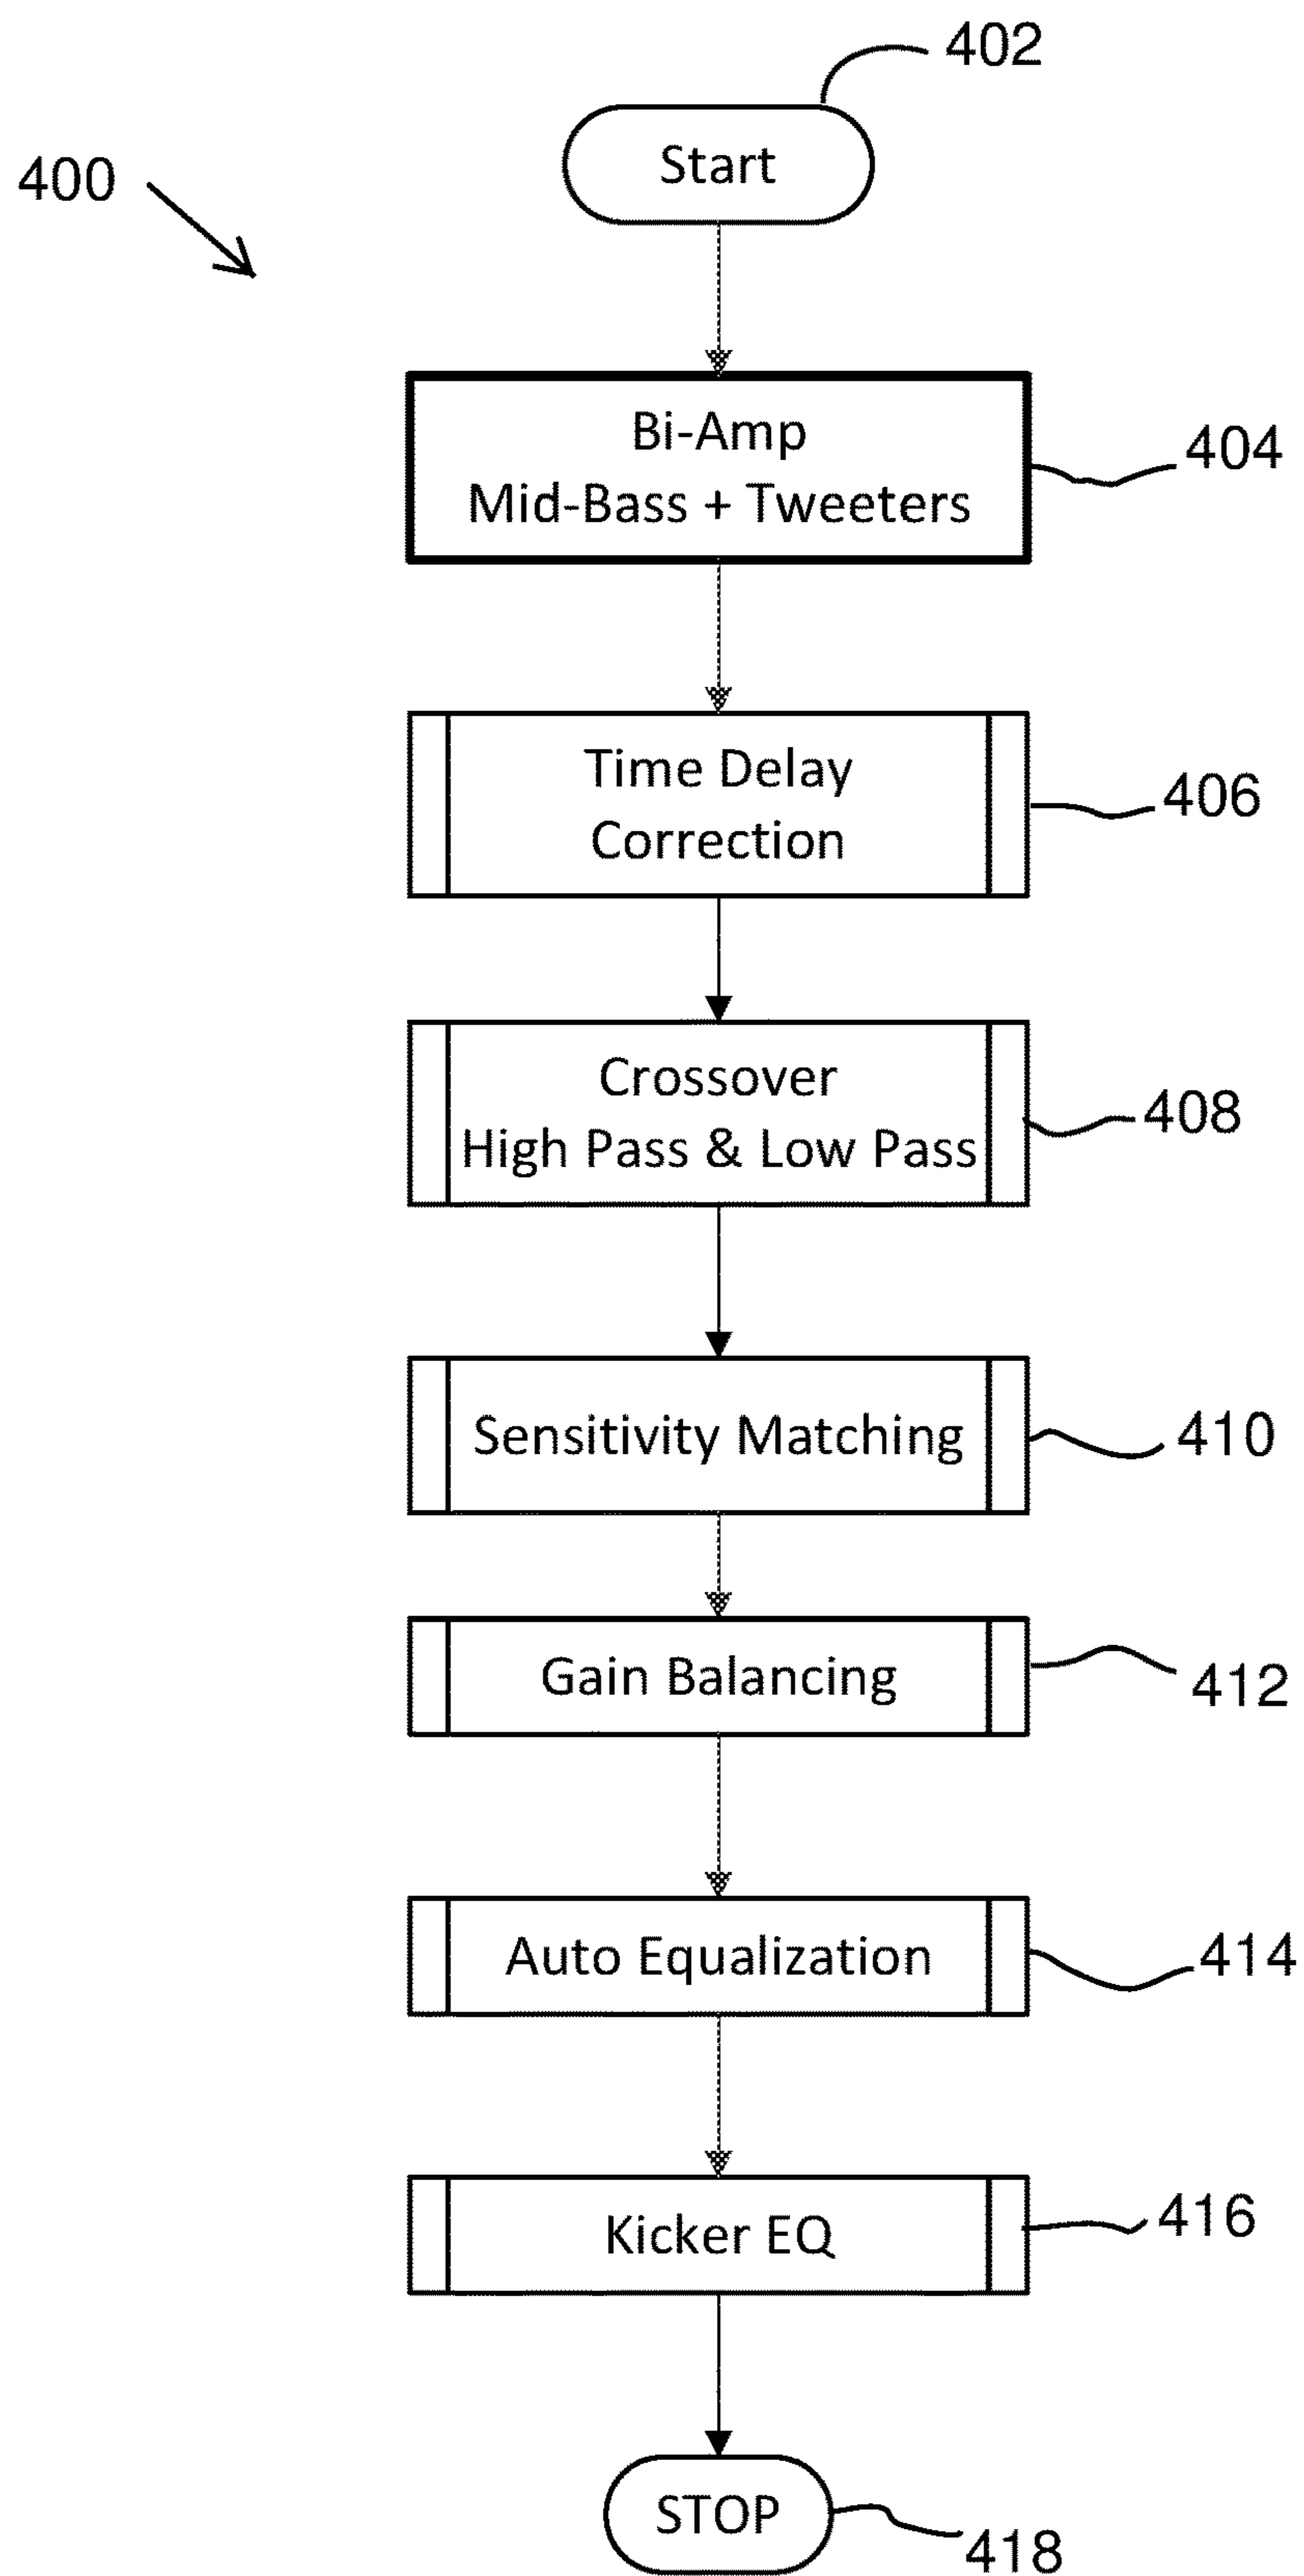 402
Start
400
Bi-Amp
Mid-Bass + Tweeters
404
Time Delay
Correction
406
Crossover
High Pass & Low Pass
408
Sensitivity Matching
410
Gain Balancing
412
Auto Equalization
414
Kicker EQ
416
STOP
418